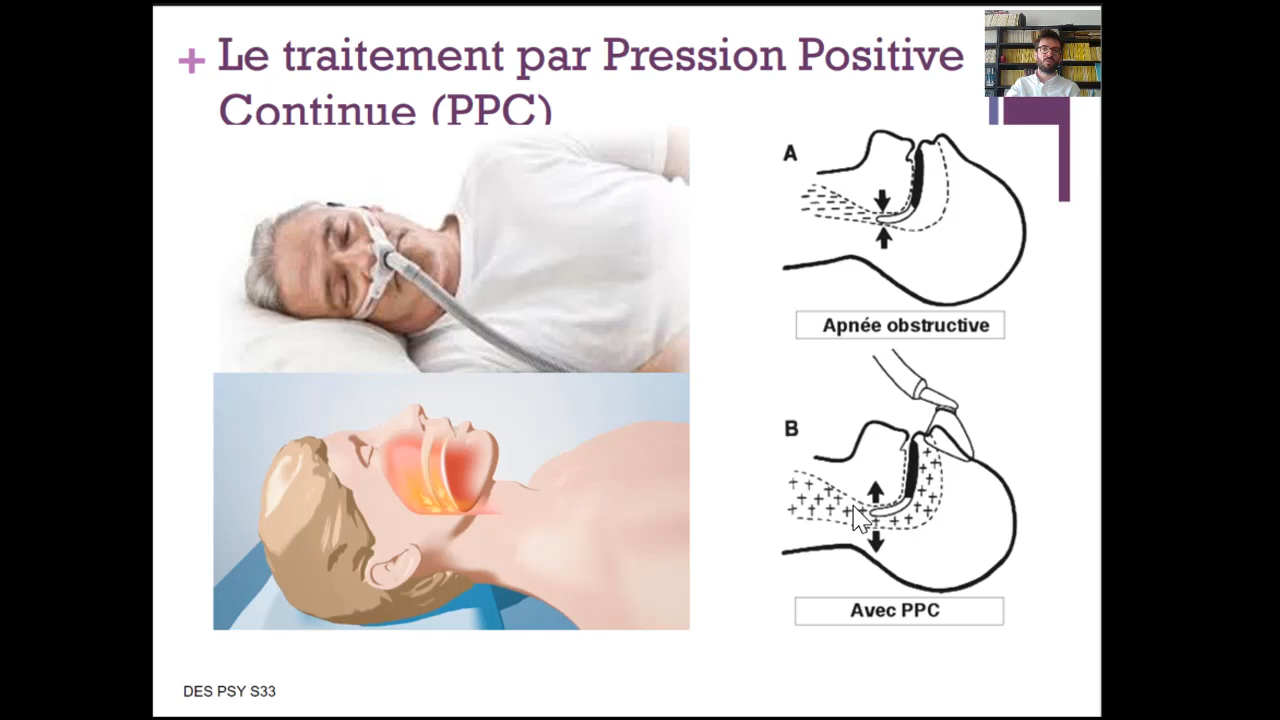 + Le traitement par Pression Positive
Continue (PPC)
A
Apnée obstructive
B
Avec PPC
DES PSY S33